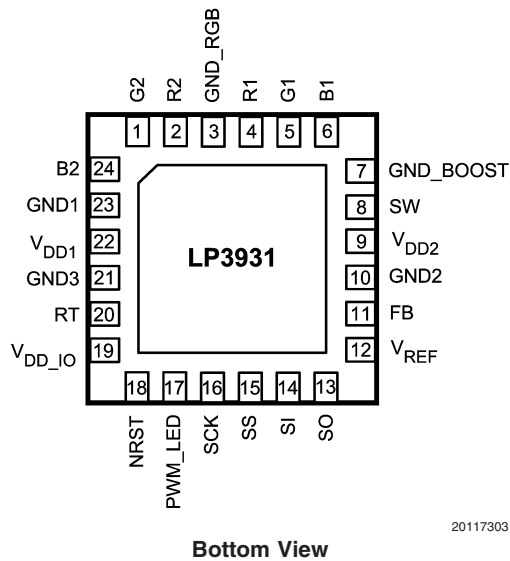 G2 R2 GND_RGB R1 G1 B1
1 2 3 4 5 6
B2 24
GND1 23
VDD1 22
GND3 21
RT 20
VDD_IO 19
LP3931
7 GND_BOOST
8 SW
9 VDD2
10 GND2
11 FB
12 VREF
18 17 16 15 14 13
NRST PWM_LED SCK SS SI SO
20117303
Bottom View